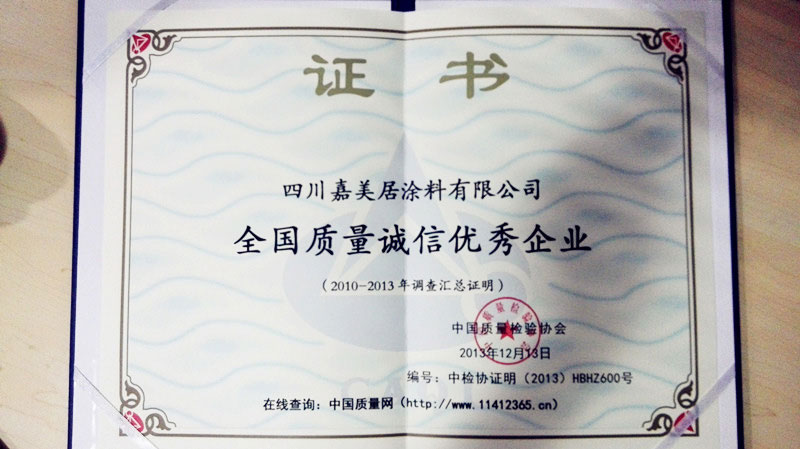 证书
四川嘉美居涂料有限公司
全国质量诚信优秀企业
（2010-2013年调查汇总证明）
中国质量检验协会
2013年12月13日
编号：中检协证明（2013）HBHZ600号
在线查询：中国质量网（http://www.11412365.cn）